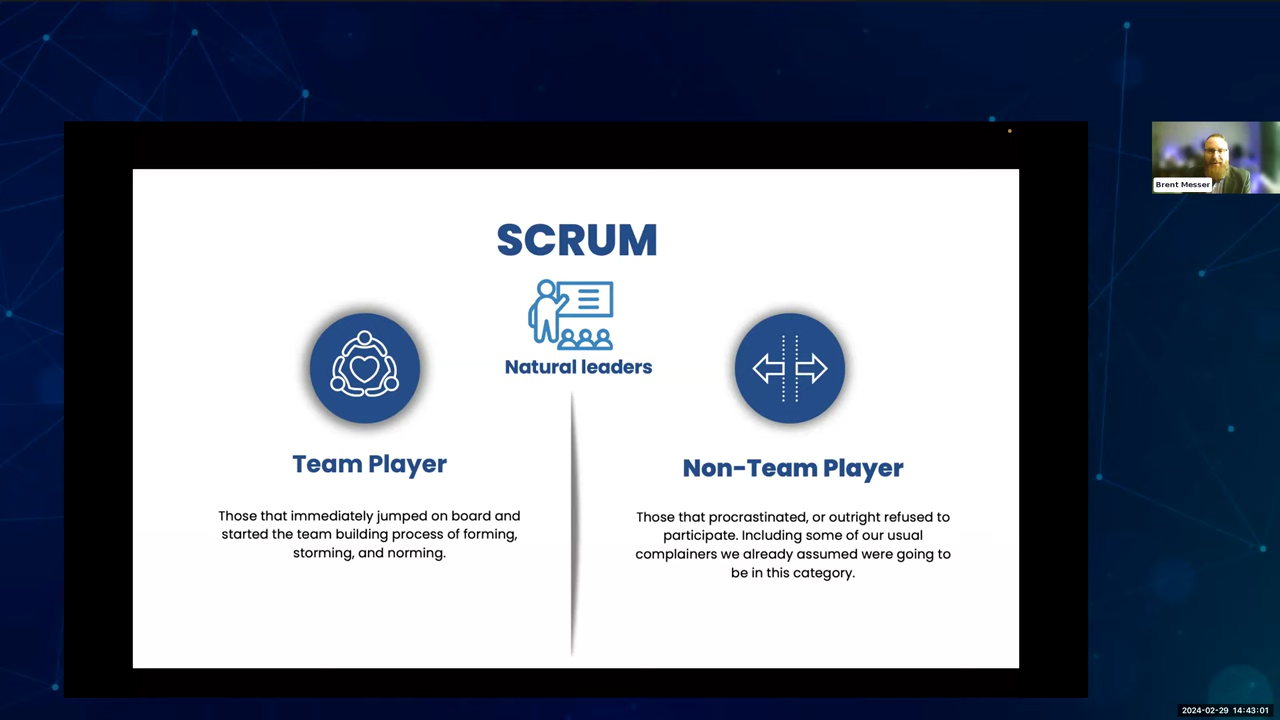 SCRUM
Natural leaders
Team Player
Those that immediately jumped on board and
started the team building process of forming,
storming, and norming.
Non-Team Player
Those that procrastinated, or outright refused to
participate. Including some of our usual
complainers we already assumed were going to
be in this category.
Brent Messer
2024-02-29 14:43:01